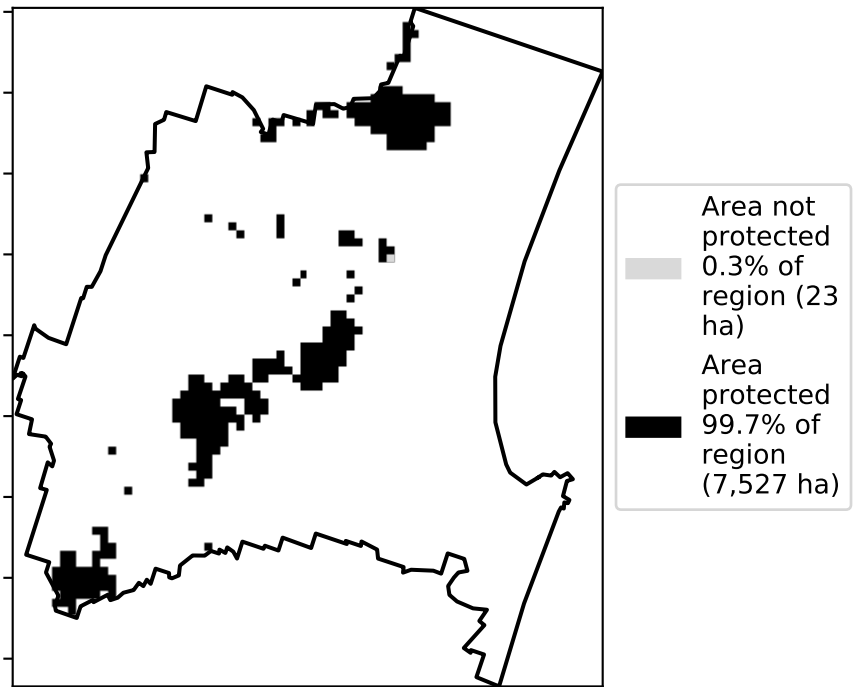 Area not
protected
0.3% of
region (23
ha)
Area
protected
99.7% of
region
(7,527 ha)